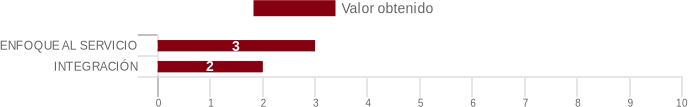 Valor obtenido
ENFOQUE AL SERVICIO 3
INTEGRACIÓN 2
0 1 2 3 4 5 6 7 8 9 10